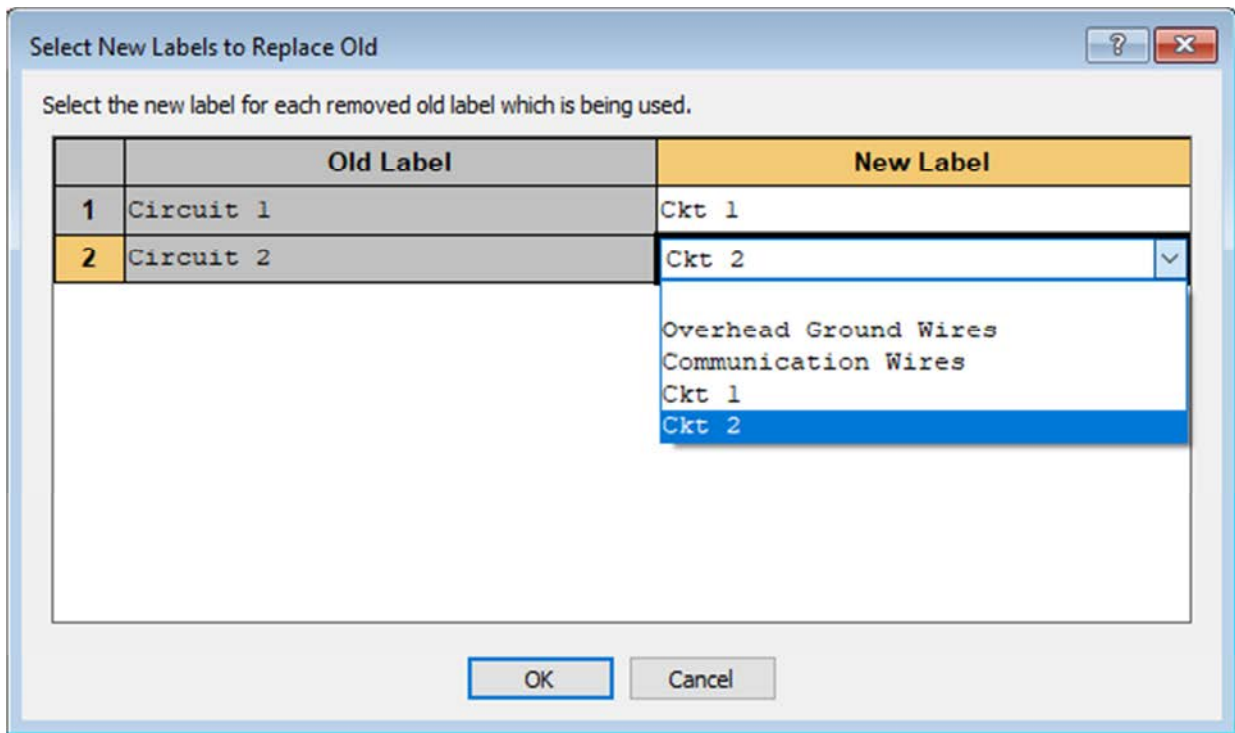 Select New Labels to Replace Old
Select the new label for each removed old label which is being used.
Old Label New Label
1 Circuit 1 Ckt 1
2 Circuit 2 Ckt 2
Overhead Ground Wires
Communication Wires
Ckt 1
Ckt 2
OK Cancel